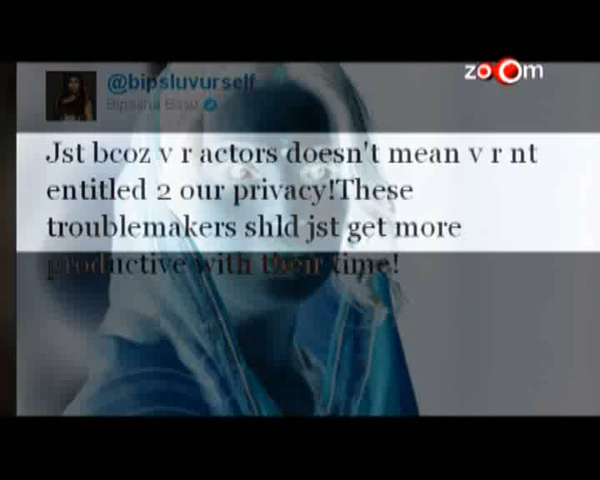 zoom
@bipsluvurself
Bipasha Basu
Jst bcoz v r actors doesn't mean v r nt
entitled 2 our privacy!These
troublemakers shld jst get more
productive with their time!